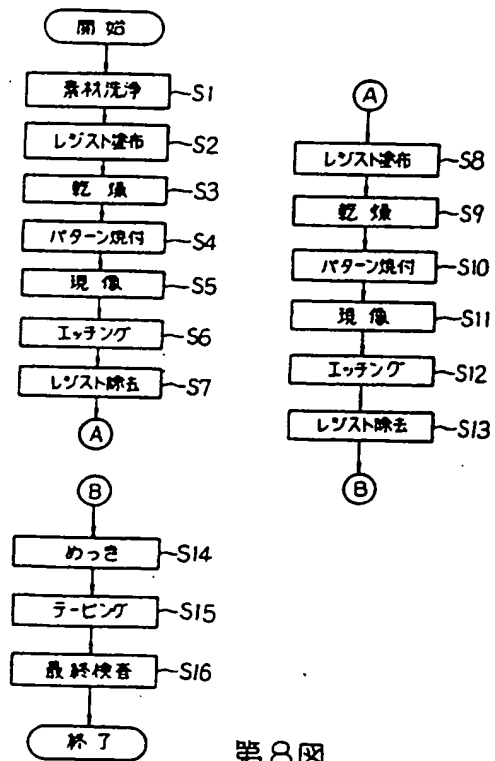 開始
素材洗浄 S1
レジスト塗布 S2
乾燥 S3
パターン焼付 S4
現像 S5
エッチング S6
レジスト除去 S7
A
A
レジスト塗布 S8
乾燥 S9
パターン焼付 S10
現像 S11
エッチング S12
レジスト除去 S13
B
B
めっき S14
テーピング S15
最終検査 S16
終了
第8図